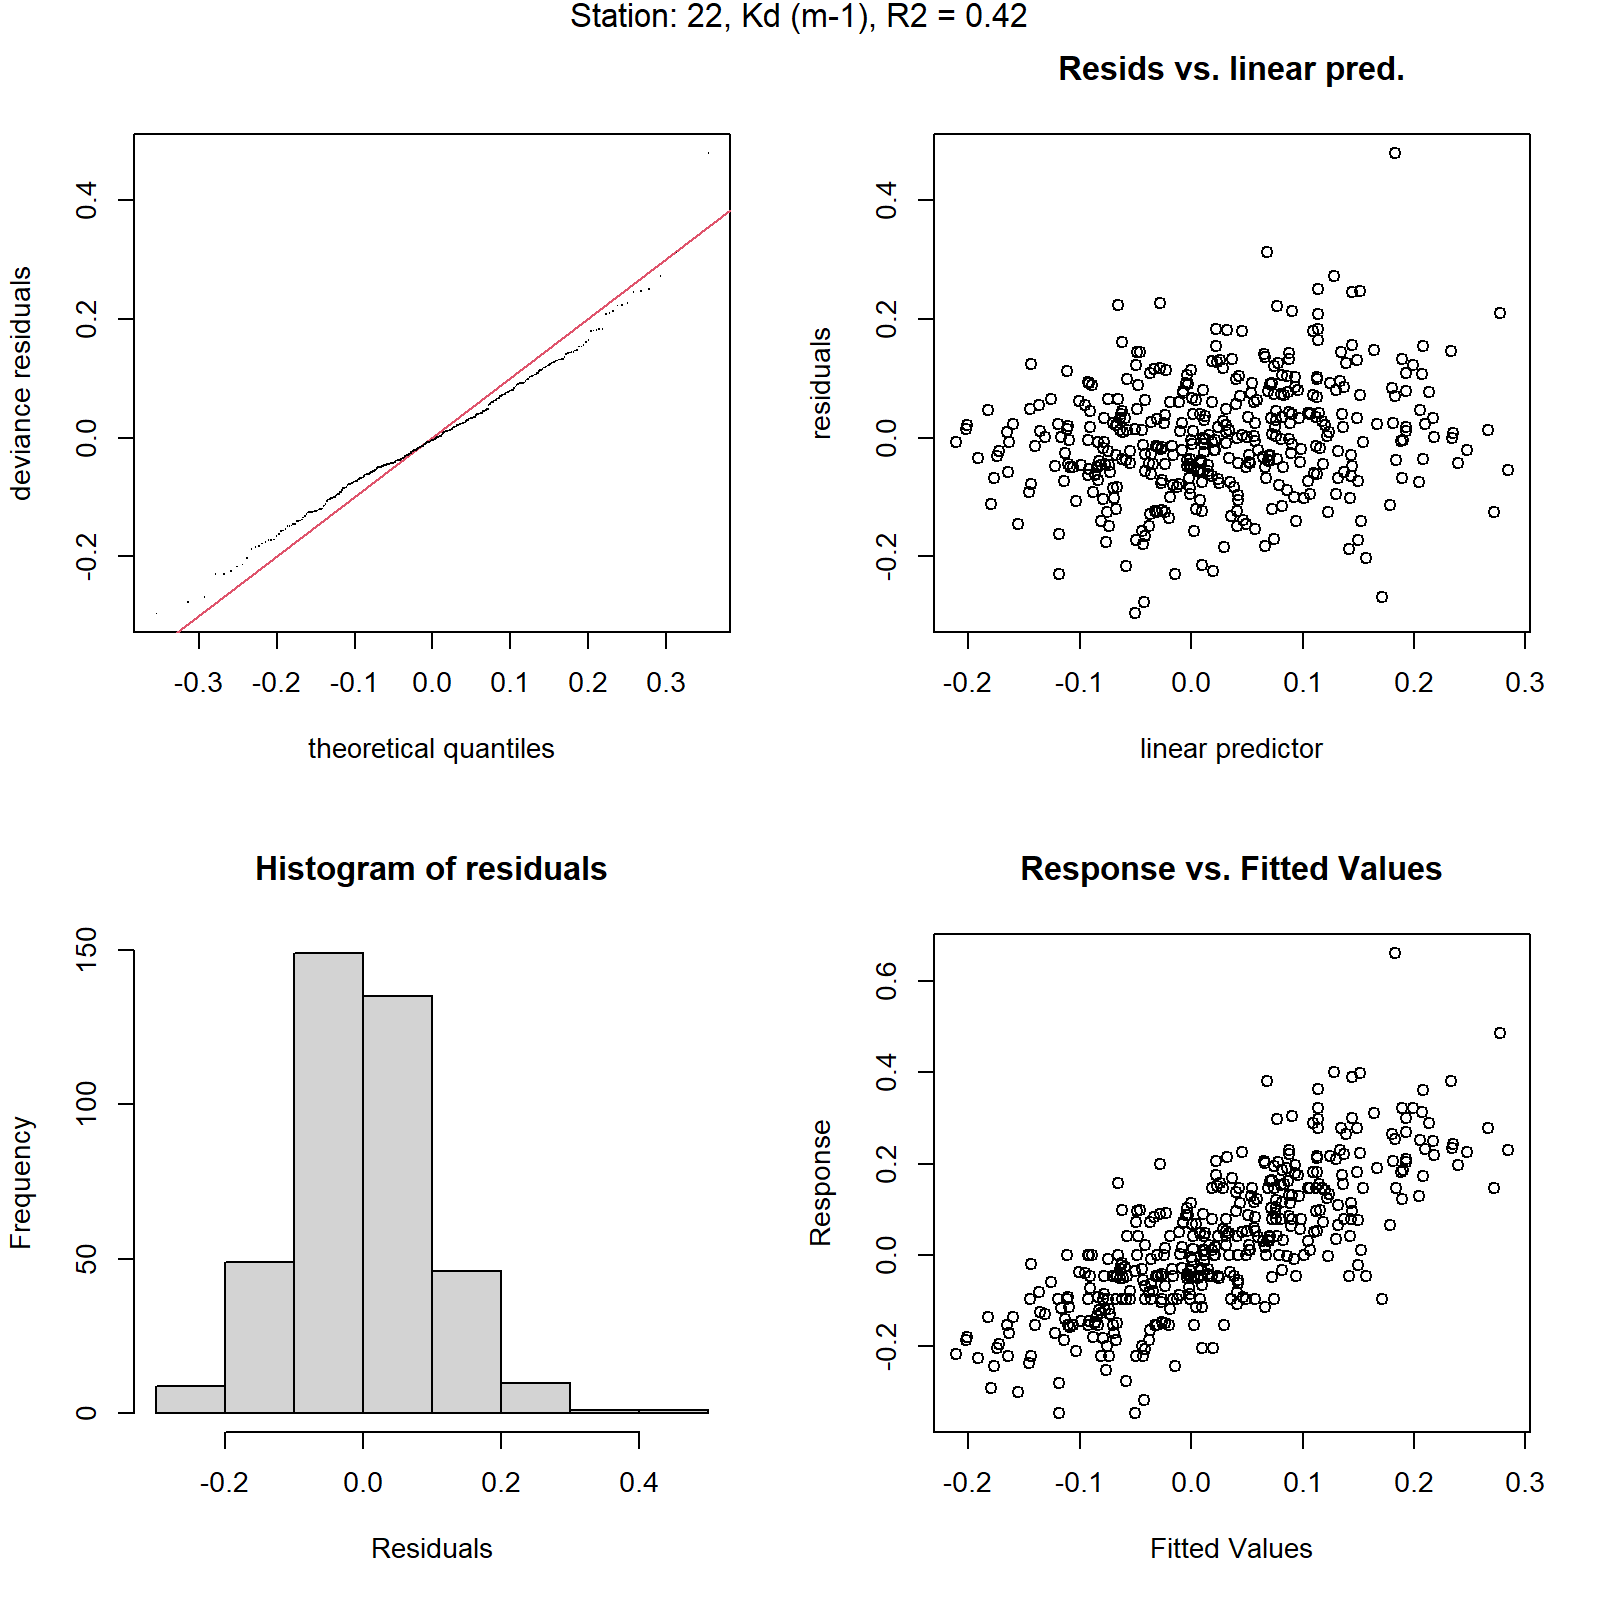 Station: 22, Kd (m-1), R2 = 0.42
deviance residuals
-0.2 0.0 0.2 0.4
-0.3 -0.2 -0.1 0.0 0.1 0.2 0.3
theoretical quantiles
Resids vs. linear pred.
residuals
-0.2 0.0 0.2 0.4
-0.2 -0.1 0.0 0.1 0.2 0.3
linear predictor
Histogram of residuals
Frequency
0 50 100 150
-0.2 0.0 0.2 0.4
Residuals
Response vs. Fitted Values
Response
-0.2 0.0 0.2 0.4 0.6
-0.2 -0.1 0.0 0.1 0.2 0.3
Fitted Values